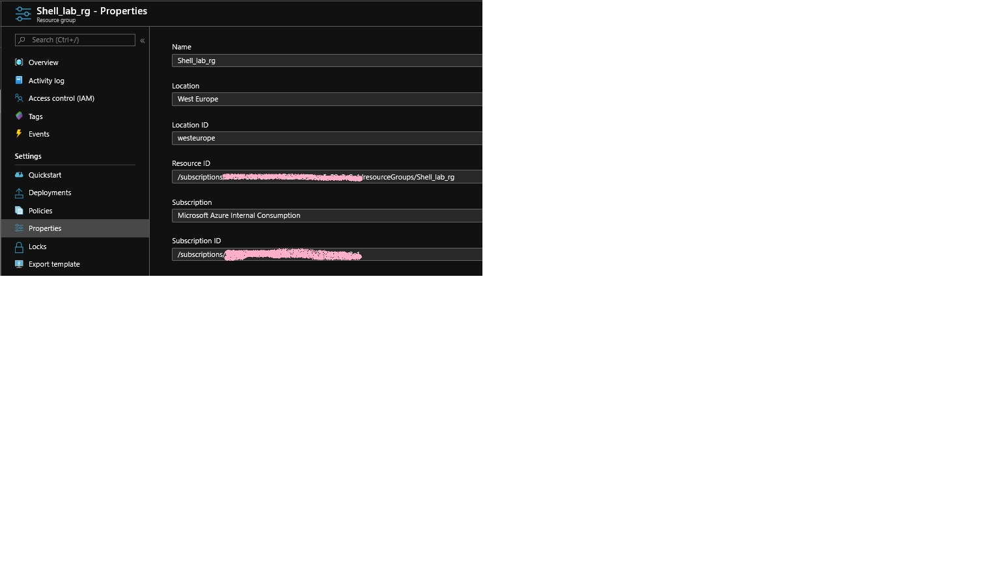 Shell_lab_rg - Properties
Resource group
Search (Ctrl+/)
«
Overview
Activity log
Access control (IAM)
Tags
Events
Settings
Quickstart
Deployments
Policies
Properties
Locks
Export template
Name
Shell_lab_rg
Location
West Europe
Location ID
westeurope
Resource ID
/subscriptions/ /resourceGroups/Shell_lab_rg
Subscription
Microsoft Azure Internal Consumption
Subscription ID
/subscriptions/